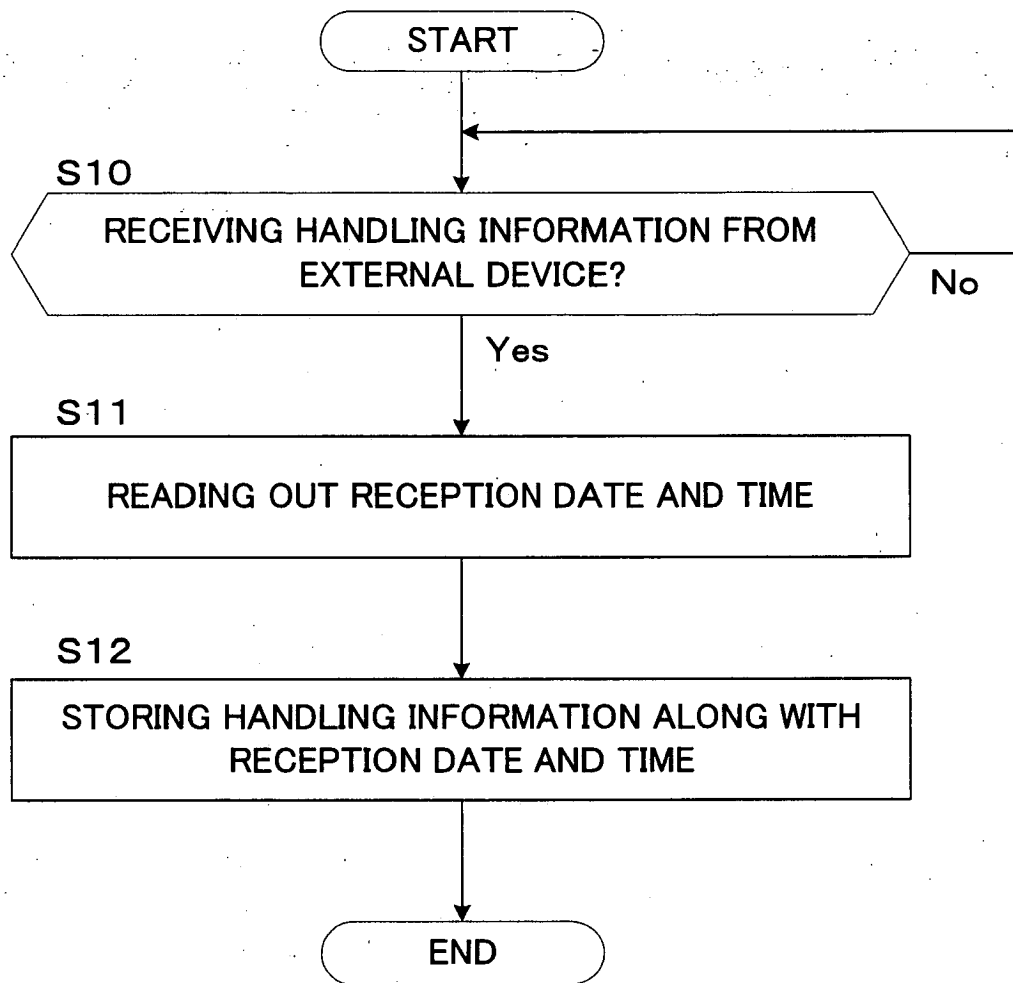 START
S10
RECEIVING HANDLING INFORMATION FROM
EXTERNAL DEVICE?
No
Yes
S11
READING OUT RECEPTION DATE AND TIME
S12
STORING HANDLING INFORMATION ALONG WITH
RECEPTION DATE AND TIME
END